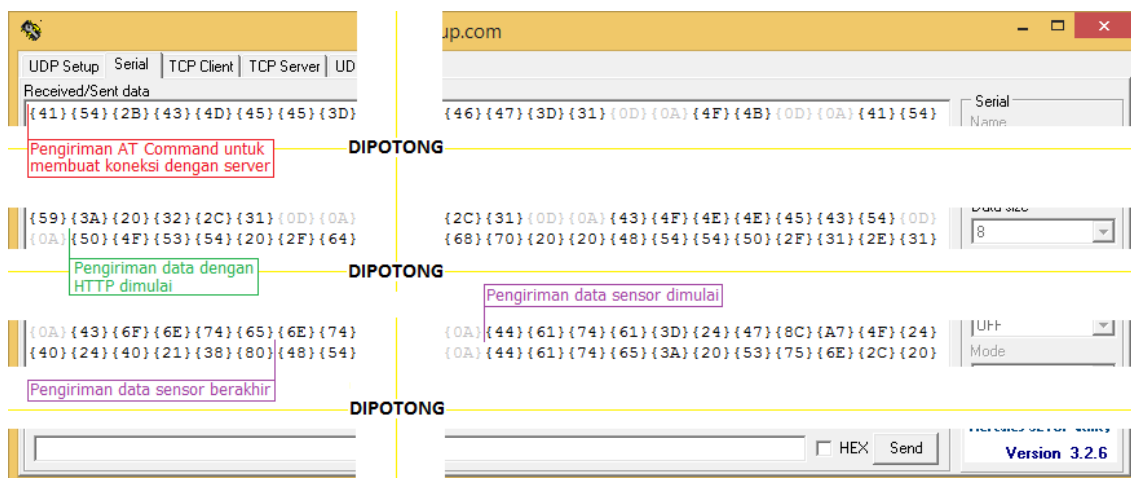 up.com
UDP Setup Serial TCP Client TCP Server UD
Received/Sent data
Serial
{41}{54}{2B}{43}{4D}{45}{45}{3D} {46}{47}{3D}{31}{0D}{0A}{4F}{4B}{0D}{0A}{41}{54}
Name
Pengiriman AT Command untuk
membuat koneksi dengan server
DIPOTONG
{59}{3A}{20}{32}{2C}{31}{0D}{0A} {2C}{31}{0D}{0A}{43}{4F}{4E}{4E}{45}{43}{54}{0D}
Data size
{0A}{50}{4F}{53}{54}{20}{2F}{64} {68}{70}{20}{20}{48}{54}{54}{50}{2F}{31}{2E}{31}
8
Pengiriman data dengan
HTTP dimulai
DIPOTONG
Pengiriman data sensor dimulai
{0A}{43}{6F}{6E}{74}{65}{6E}{74} {0A}{44}{61}{74}{61}{3D}{24}{47}{8C}{A7}{4F}{24}
OFF
{40}{24}{40}{21}{38}{80}{48}{54} {0A}{44}{61}{74}{65}{3A}{20}{53}{75}{6E}{2C}{20}
Mode
Pengiriman data sensor berakhir
DIPOTONG
HEX Send
Version 3.2.6